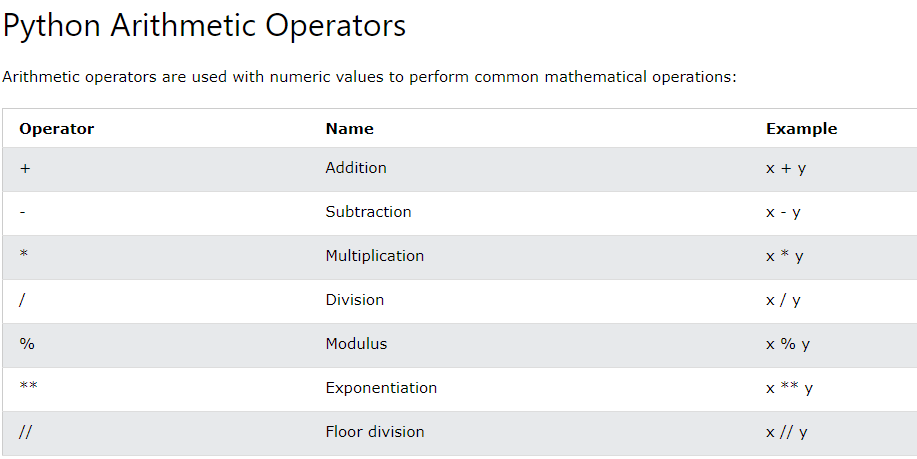 Python Arithmetic Operators
Arithmetic operators are used with numeric values to perform common mathematical operations:
Operator Name Example
+ Addition x + y
- Subtraction x - y
* Multiplication x * y
/ Division x / y
% Modulus x % y
** Exponentiation x ** y
// Floor division x // y